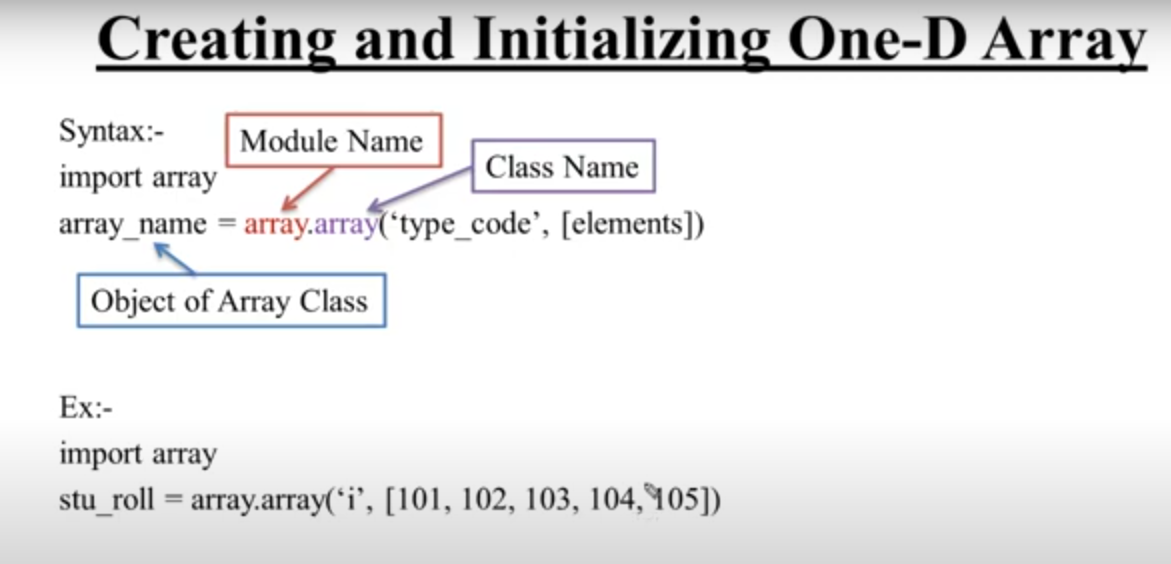 Creating and Initializing One-D Array
Syntax:-
Module Name
Class Name
import array
array_name = array.array(‘type_code’, [elements])
Object of Array Class
Ex:-
import array
stu_roll = array.array(‘i’, [101, 102, 103, 104, 105])